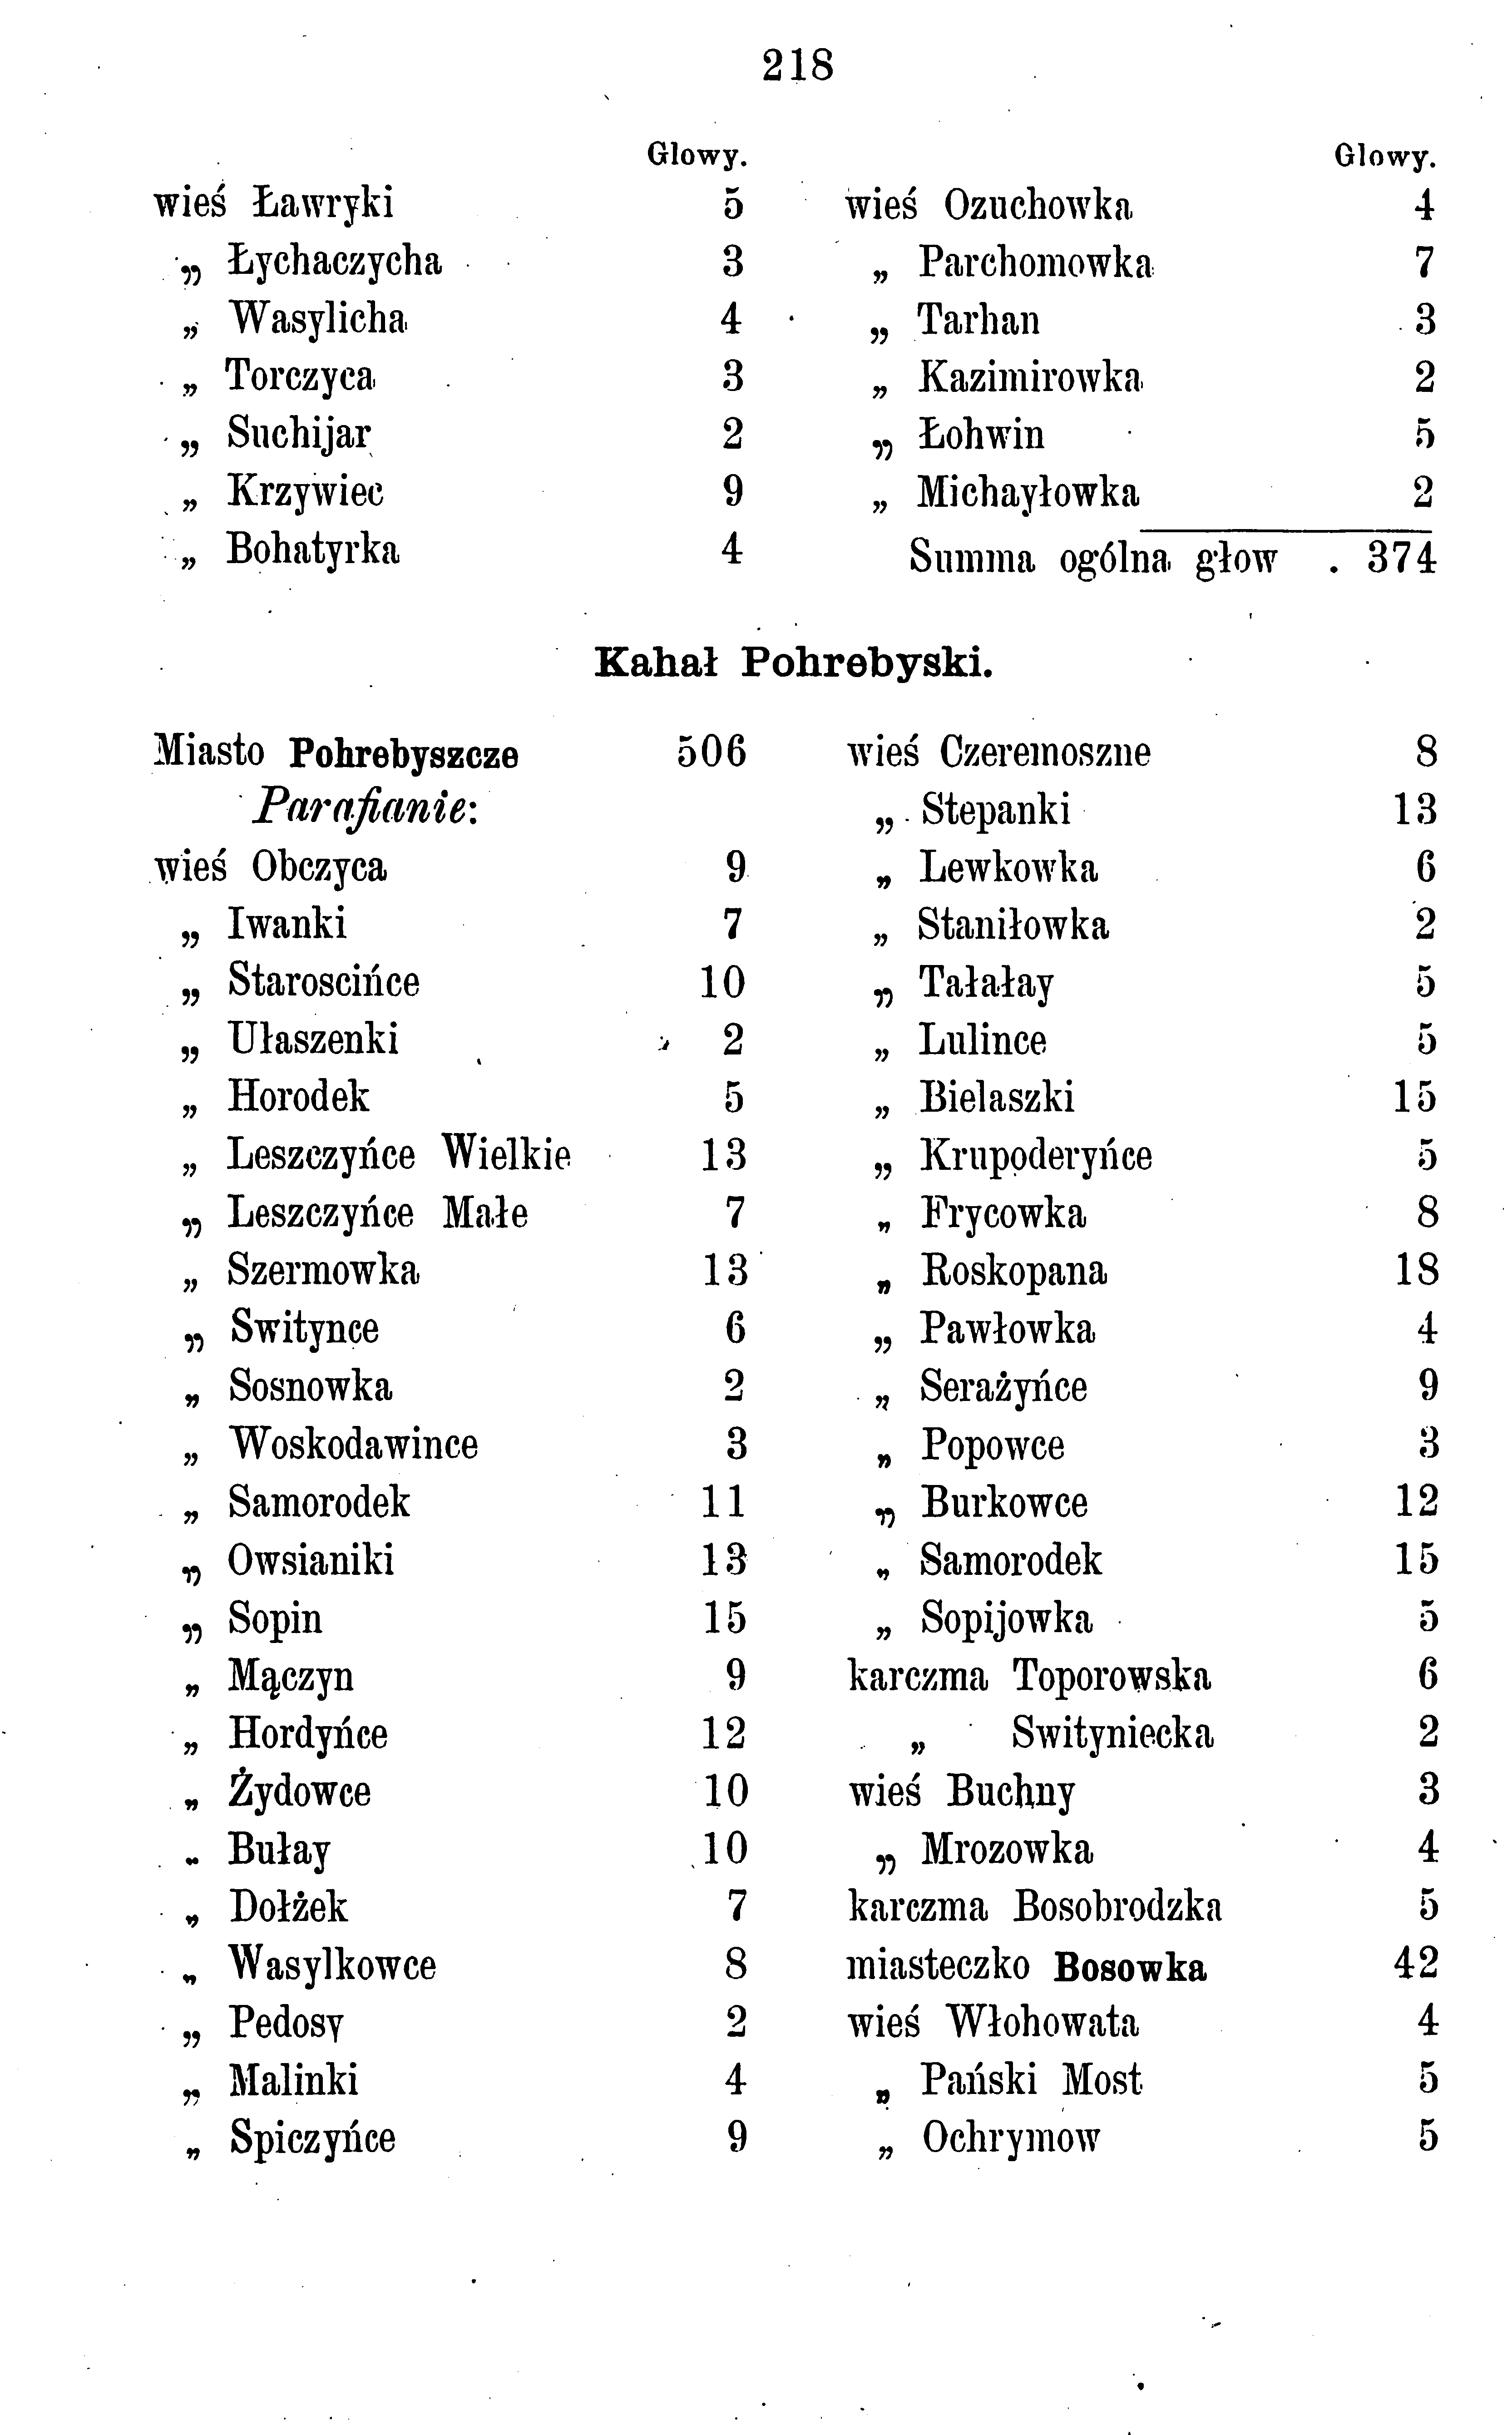 218
Glowy.
wieś Ławryki 5
„ Łychaczycha 3
„ Wasylicha 4
„ Torczyca 3
„ Suchijar 2
„ Krzywiec 9
„ Bohatyrka 4
Glowy.
wieś Ozuchowka 4
„ Parchomowka 7
„ Tarhan 3
„ Kazimirowka 2
„ Łohwin 5
„ Michayłowka 2
Summa ogólna głow . 374
Kahał Pohrebyski.
Miasto Pohrebyszcze 506
Parafianie:
wieś Obczyca 9
„ Iwanki 7
„ Staroscińce 10
„ Ułaszenki 2
„ Horodek 5
„ Leszczyńce Wielkie 13
„ Leszczyńce Małe 7
„ Szermowka 13
„ Switynce 6
„ Sosnowka 2
„ Woskodawince 3
„ Samorodek 11
„ Owsianiki 13
„ Sopin 15
„ Mączyn 9
„ Hordyńce 12
„ Żydowce 10
„ Bułay 10
„ Dołżek 7
„ Wasylkowce 8
„ Pedosy 2
„ Malinki 4
„ Spiczyńce 9
wieś Czeremoszne 8
„ Stepanki 13
„ Lewkowka 6
„ Staniłowka 2
„ Tałałay 5
„ Lulince 5
„ Bielaszki 15
„ Krupoderyńce 5
„ Frycowka 8
„ Roskopana 18
„ Pawłowka 4
„ Serażyńce 9
„ Popowce 3
„ Burkowce 12
„ Samorodek 15
„ Sopijowka 5
karczma Toporowska 6
„ Swityniecka 2
wieś Buchny 3
„ Mrozowka 4
karczma Bosobrodzka 5
miasteczko Bosowka 42
wieś Włohowata 4
„ Pański Most 5
„ Ochrymow 5